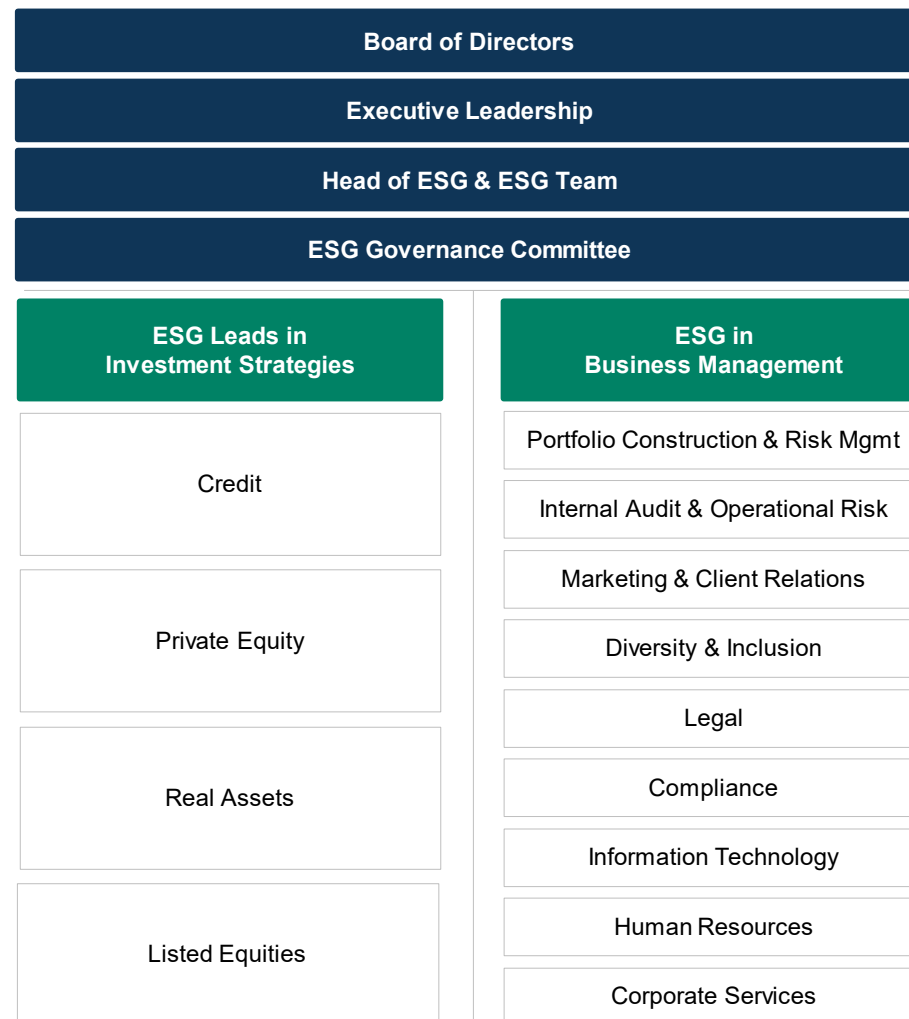 Board of Directors
Executive Leadership
Head of ESG & ESG Team
ESG Governance Committee
ESG Leads in
Investment Strategies
Credit
Private Equity
Real Assets
Listed Equities
ESG in
Business Management
Portfolio Construction & Risk Mgmt
Internal Audit & Operational Risk
Marketing & Client Relations
Diversity & Inclusion
Legal
Compliance
Information Technology
Human Resources
Corporate Services